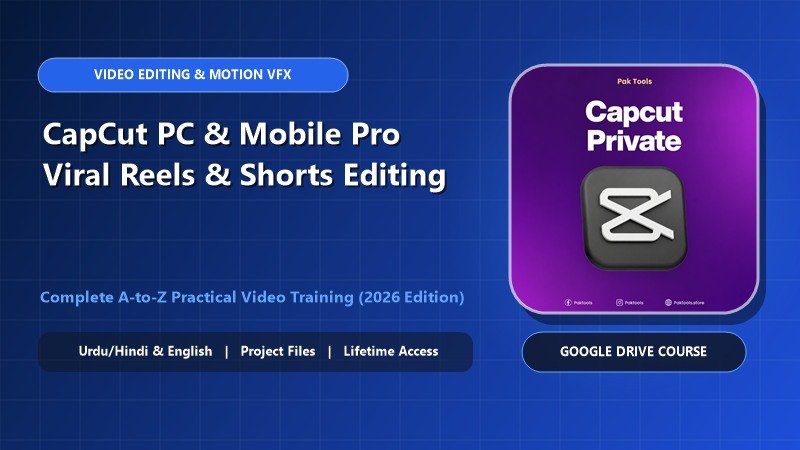 VIDEO EDITING & MOTION VFX
CapCut PC & Mobile Pro
Viral Reels & Shorts Editing
Complete A-to-Z Practical Video Training (2026 Edition)
Urdu/Hindi & English | Project Files | Lifetime Access
Pak Tools
Capcut
Private
Paktools
Paktools
Paktools.store
GOOGLE DRIVE COURSE